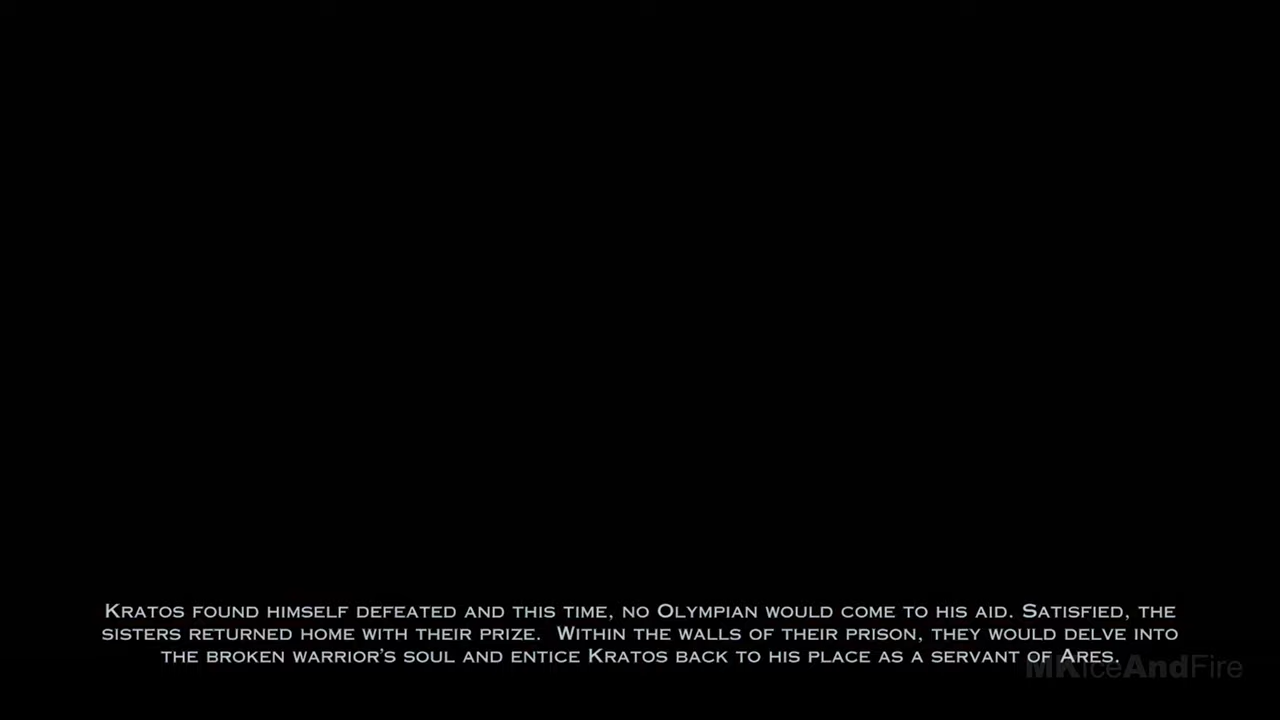 Kratos found himself defeated and this time, no Olympian would come to his aid. Satisfied, the
sisters returned home with their prize.  Within the walls of their prison, they would delve into
the broken warrior's soul and entice Kratos back to his place as a servant of Ares.
MKIceAndFire